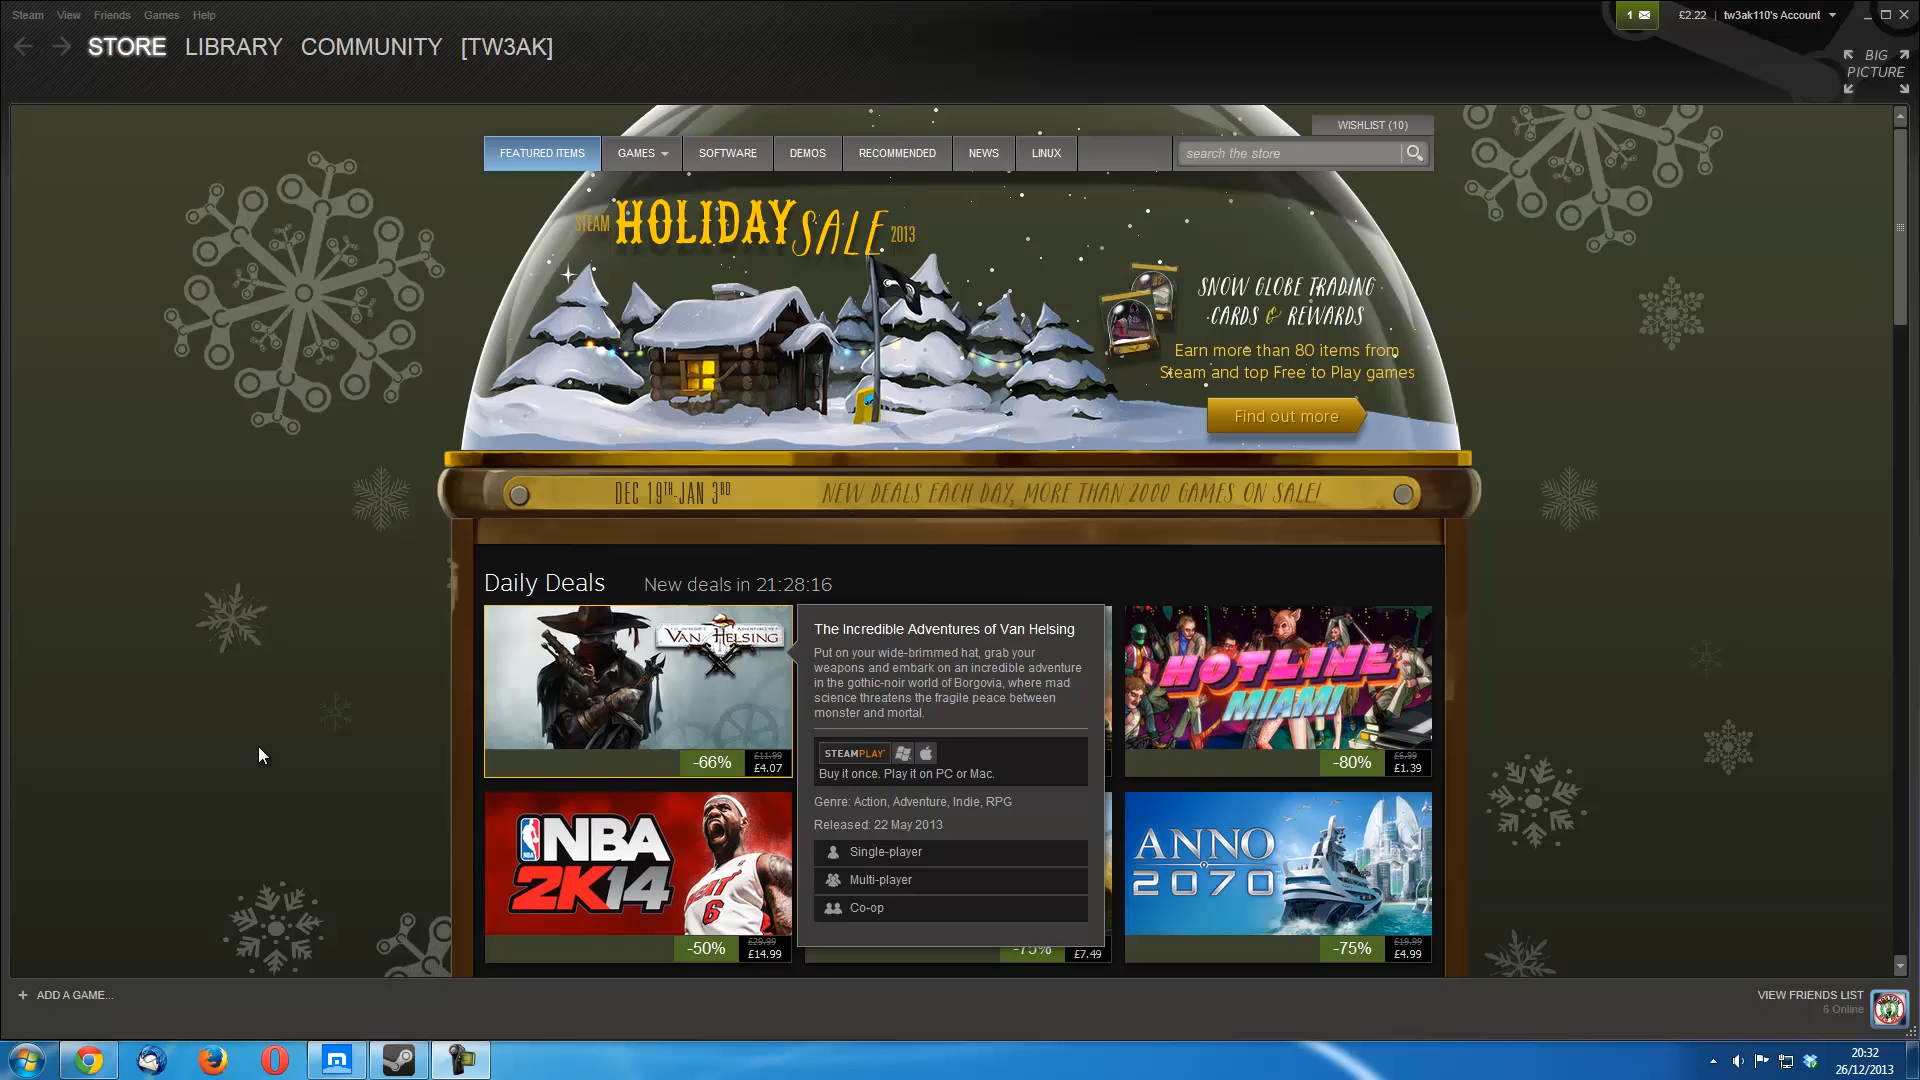 Steam View Friends Games Help
1 £2.22 | tw3ak110's Account
STORE LIBRARY COMMUNITY [TW3AK]
BIG PICTURE
WISHLIST (10)
FEATURED ITEMS GAMES SOFTWARE DEMOS RECOMMENDED NEWS LINUX search the store
STEAM HOLIDAY SALE 2013
SNOW GLOBE TRADING
CARDS & REWARDS
Earn more than 80 items from
Steam and top Free to Play games
Find out more
DEC 19TH-JAN 3RD NEW DEALS EACH DAY, MORE THAN 2000 GAMES ON SALE!
Daily Deals New deals in 21:28:16
THE INCREDIBLE ADVENTURES OF
VAN HELSING
-66% £11.99 £4.07
The Incredible Adventures of Van Helsing
Put on your wide-brimmed hat, grab your
weapons and embark on an incredible adventure
in the gothic-noir world of Borgovia, where mad
science threatens the fragile peace between
monster and mortal.
STEAMPLAY
Buy it once. Play it on PC or Mac.
Genre: Action, Adventure, Indie, RPG
Released: 22 May 2013
Single-player
Multi-player
Co-op
HOTLINE
MIAMI
-80% £6.99 £1.39
NBA
2K14
HEAT
6
-50% £29.99 £14.99
-75% £7.49
ANNO
2070
-75% £19.99 £4.99
+ ADD A GAME...
VIEW FRIENDS LIST
6 Online
20:32
26/12/2013